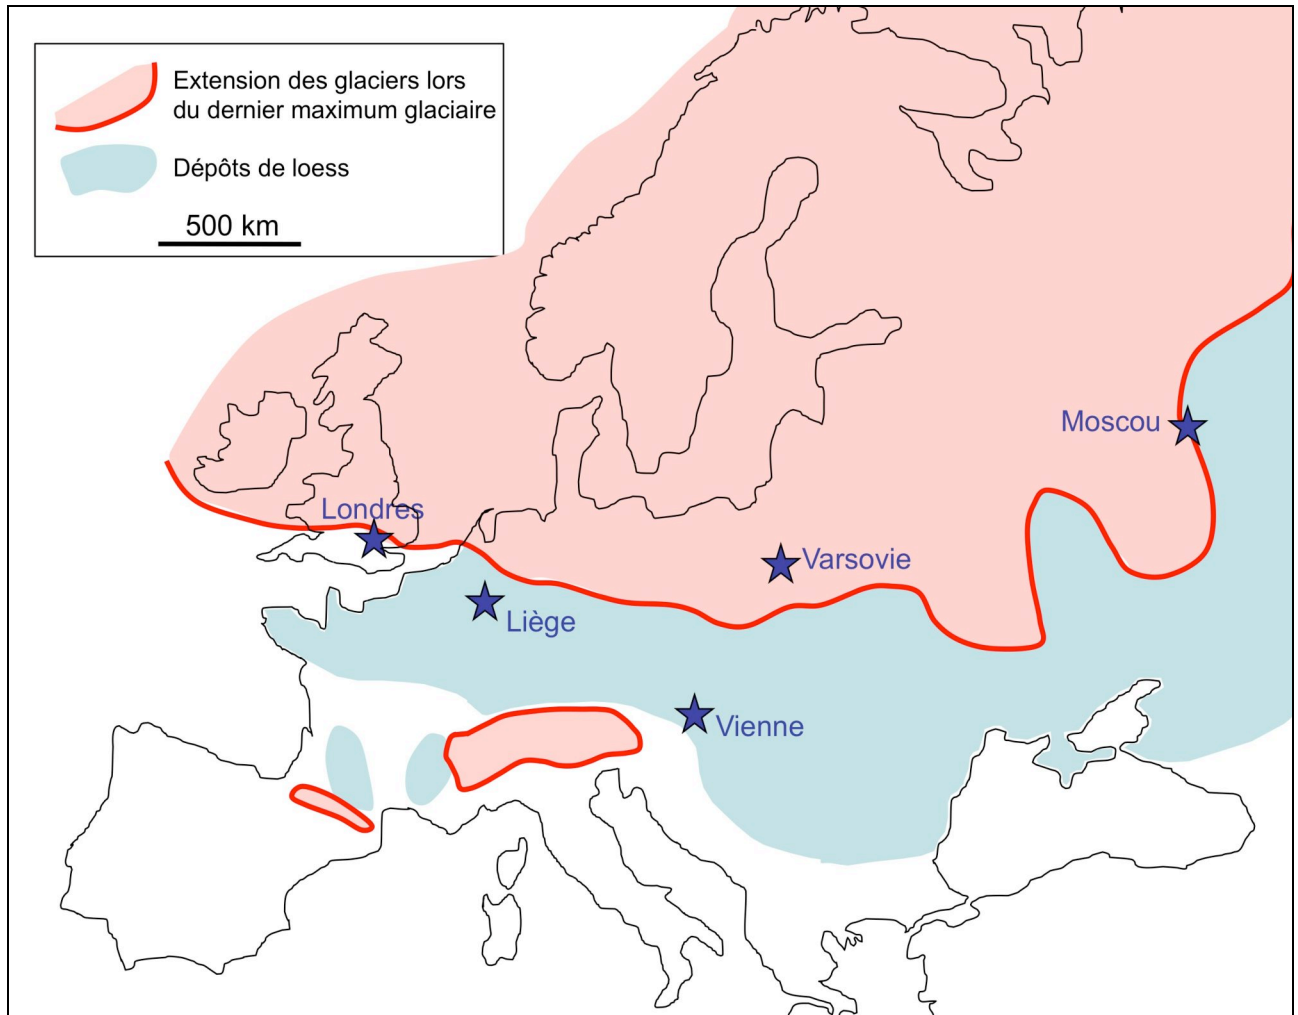 Extension des glaciers lors
du dernier maximum glaciaire
Dépôts de loess
500 km
Moscou
Londres
Varsovie
Liège
Vienne